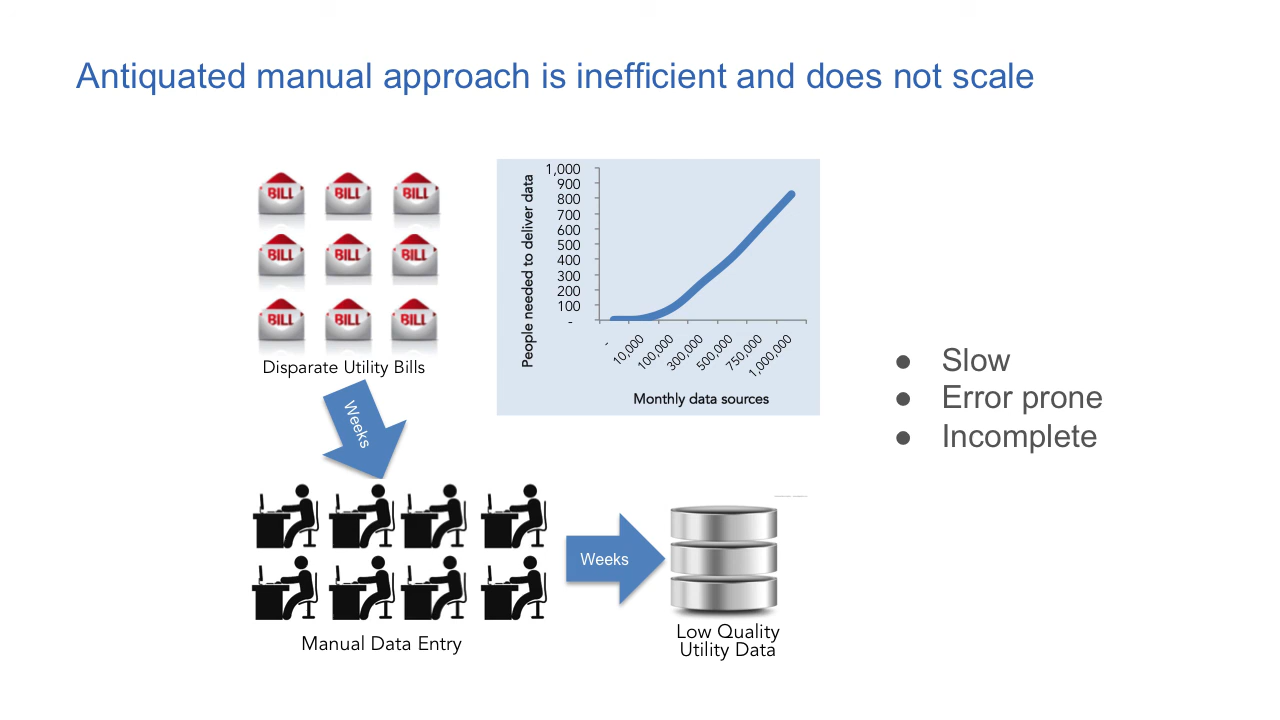 Antiquated manual approach is inefficient and does not scale
BILL BILL BILL
BILL BILL BILL
BILL BILL BILL
Disparate Utility Bills
Weeks
People needed to deliver data
1,000
900
800
700
600
500
400
300
200
100
-
-
10,000
100,000
300,000
500,000
750,000
1,000,000
Monthly data sources
● Slow
● Error prone
● Incomplete
Manual Data Entry
Weeks
Low Quality
Utility Data